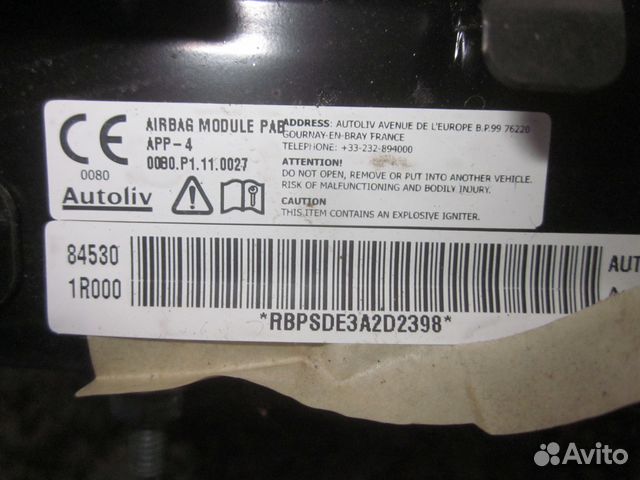 CE
0080
Autoliv
AIRBAG MODULE PAB
APP-4
0080.P1.11.0027
ADDRESS: AUTOLIV AVENUE DE L'EUROPE B.P.99 76220
GOURNAY-EN-BRAY FRANCE
TELEPHONE: +33-232-894000
ATTENTION!
DO NOT OPEN, REMOVE OR PUT INTO ANOTHER VEHICLE.
RISK OF MALFUNCTIONING AND BODILY INJURY.
CAUTION
THIS ITEM CONTAINS AN EXPLOSIVE IGNITER.
84530
1R000
*RBPSDE3A2D2398*
AUT
Avito